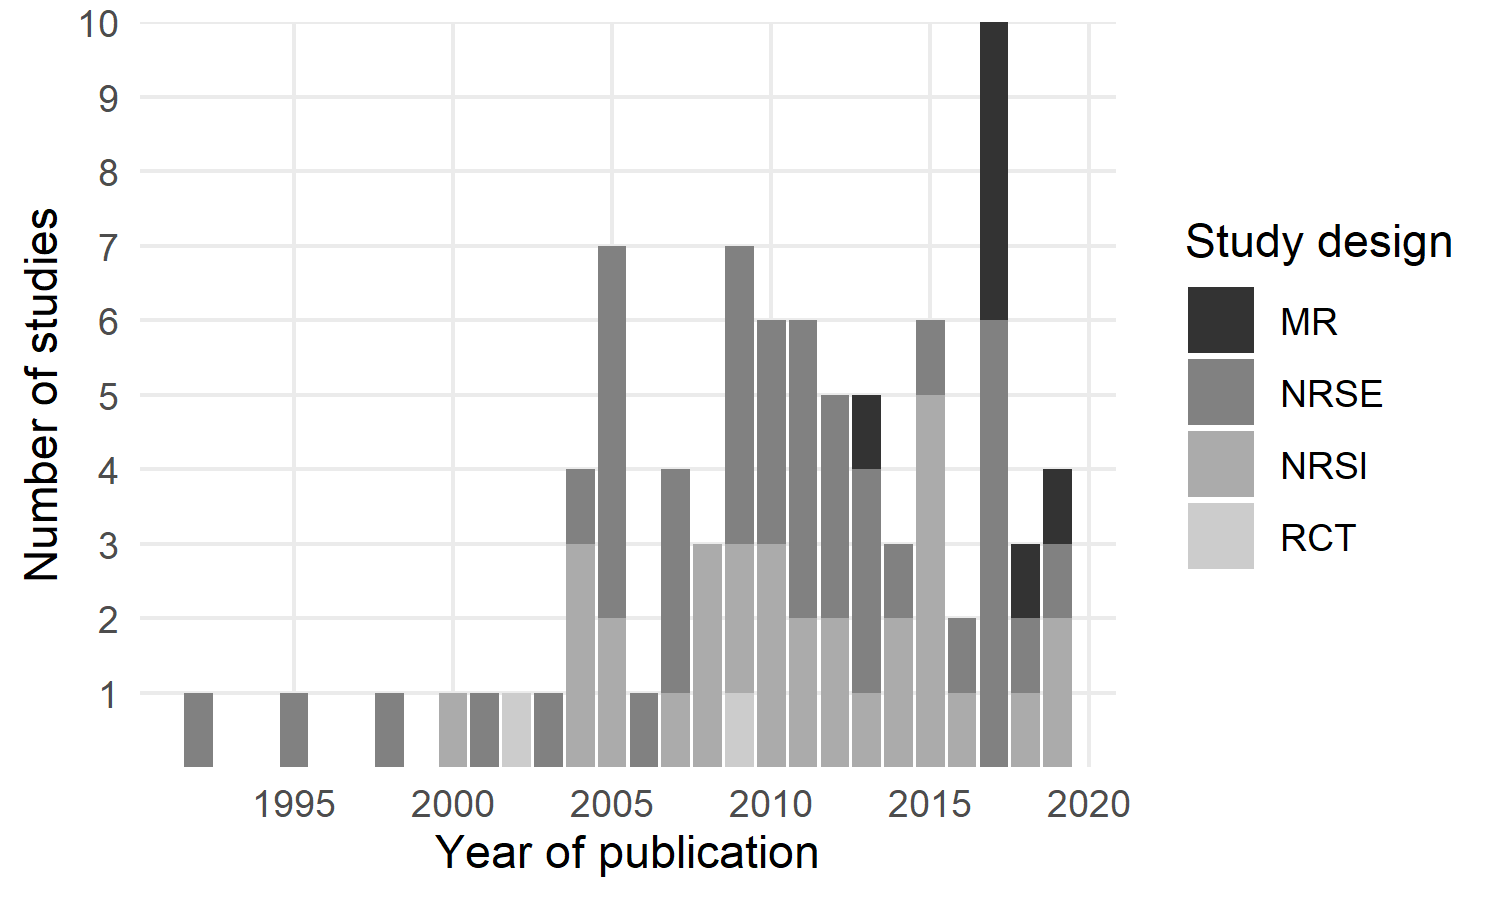 Number of studies
10
9
8
7
6
5
4
3
2
1
1995 2000 2005 2010 2015 2020
Year of publication
Study design
MR
NRSE
NRSI
RCT